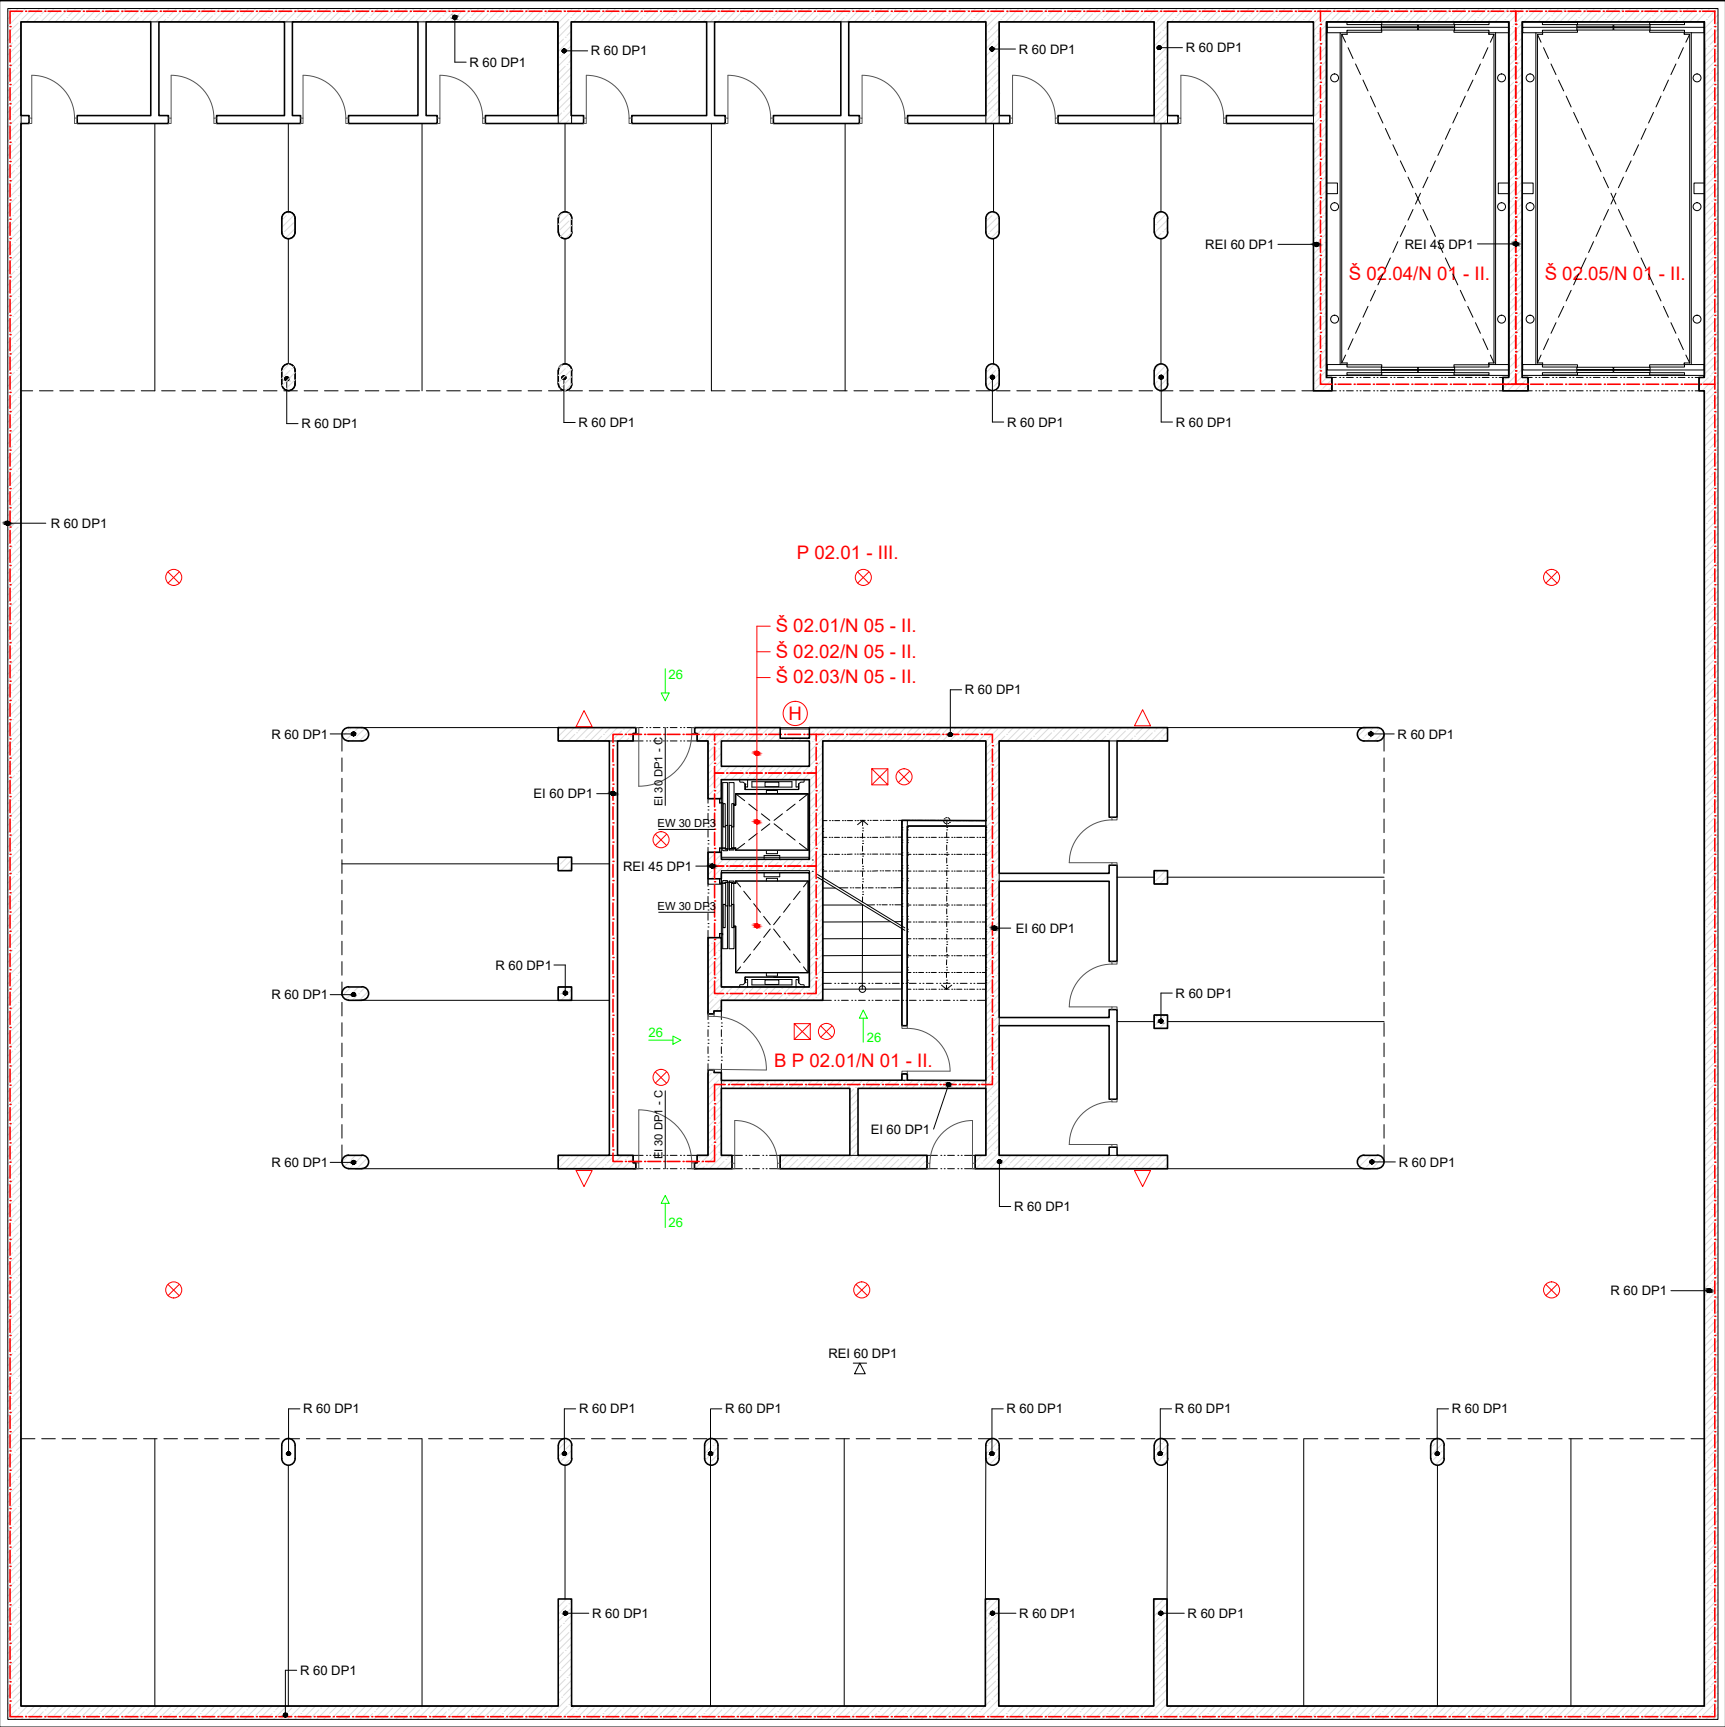 R 60 DP1
R 60 DP1
R 60 DP1
R 60 DP1
REI 60 DP1
REI 45 DP1
Š 02.04/N 01 - II.
Š 02.05/N 01 - II.
R 60 DP1
R 60 DP1
R 60 DP1
R 60 DP1
R 60 DP1
P 02.01 - III.
Š 02.01/N 05 - II.
Š 02.02/N 05 - II.
Š 02.03/N 05 - II.
26
R 60 DP1
H
R 60 DP1
R 60 DP1
EI 30 DP1 - C
EI 60 DP1
EW 30 DP3
REI 45 DP1
EW 30 DP3
EI 60 DP1
R 60 DP1
R 60 DP1
R 60 DP1
26
26
B P 02.01/N 01 - II.
EI 30 DP1 - C
EI 60 DP1
R 60 DP1
R 60 DP1
R 60 DP1
26
R 60 DP1
REI 60 DP1
R 60 DP1
R 60 DP1
R 60 DP1
R 60 DP1
R 60 DP1
R 60 DP1
R 60 DP1
R 60 DP1
R 60 DP1
R 60 DP1